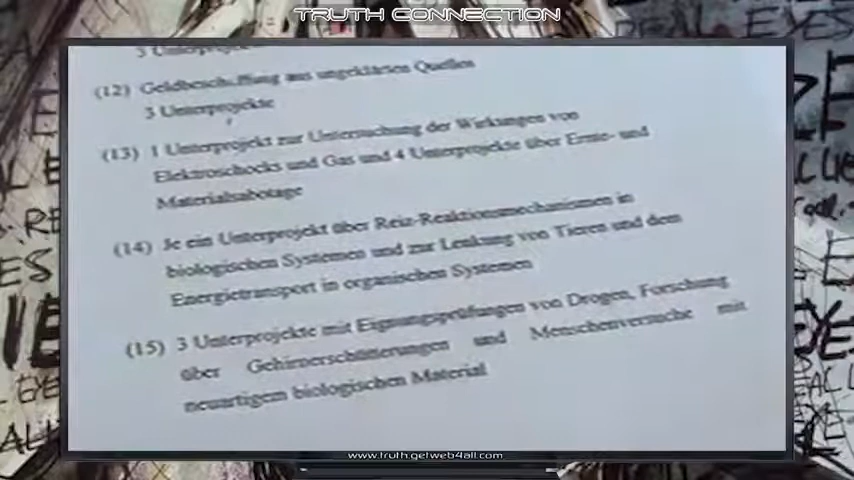 TRUTH CONNECTION
3 Unterprojekte
(12) Geldbeschaffung aus ungeklärten Quellen
3 Unterprojekte
(13) 1 Unterprojekt zur Untersuchung der Wirkungen von
Elektroschocks und Gas und 4 Unterprojekte über Ernte- und
Materialsabotage
(14) Je ein Unterprojekt über Reiz-Reaktionsmechanismen in
biologischen Systemen und zur Lenkung von Tieren und dem
Energietransport in organischen Systemen
(15) 3 Unterprojekte mit Eignungsprüfungen von Drogen, Forschung
über Gehirnerschütterungen und Menschenversuche mit
neuartigem biologischen Material
www.truth.getweb4all.com